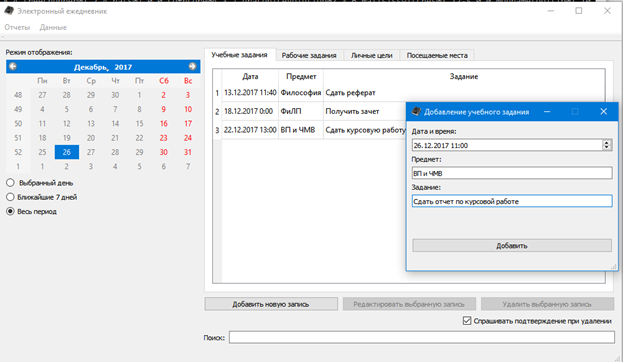 Электронный ежедневник
Отчеты Данные
Режим отображения:
Декабрь, 2017
Пн Вт Ср Чт Пт Сб Вс
48 27 28 29 30 1 2 3
49 4 5 6 7 8 9 10
50 11 12 13 14 15 16 17
51 18 19 20 21 22 23 24
52 25 26 27 28 29 30 31
1 1 2 3 4 5 6 7
Выбранный день
Ближайшие 7 дней
Весь период
Учебные задания Рабочие задания Личные цели Посещаемые места
Дата Предмет Задание
1 13.12.2017 11:40 Философия Сдать реферат
2 18.12.2017 0:00 ФиЛП Получить зачет
3 22.12.2017 13:00 ВП и ЧМВ Сдать курсовую работу
Добавление учебного задания
Дата и время:
26.12.2017 11:00
Предмет:
ВП и ЧМВ
Задание:
Сдать отчет по курсовой работе
Добавить
Добавить новую запись Редактировать выбранную запись Удалить выбранную запись
Спрашивать подтверждение при удалении
Поиск: